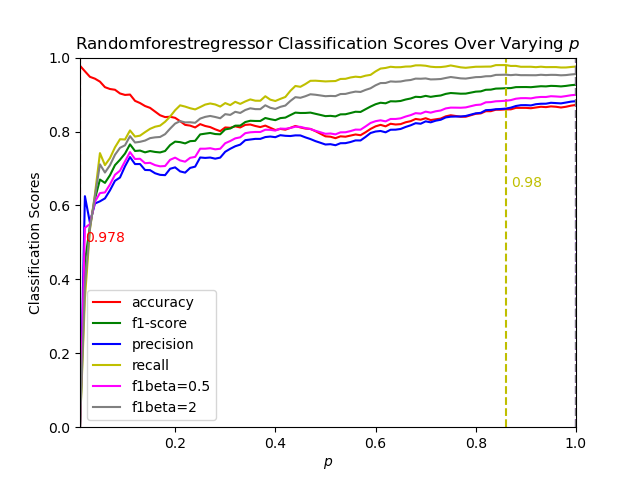 Randomforestregressor Classification Scores Over Varying p
Classification Scores
1.0
0.8
0.6
0.4
0.2
0.0
0.978
0.98
accuracy
f1-score
precision
recall
f1beta=0.5
f1beta=2
0.2 0.4 0.6 0.8 1.0
p